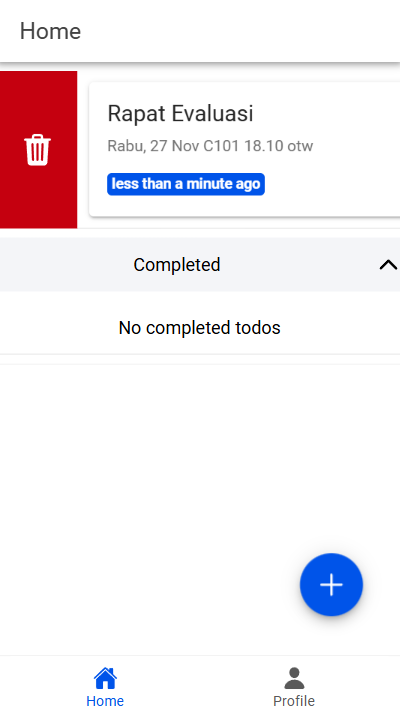 Home
Rapat Evaluasi
Rabu, 27 Nov C101 18.10 otw
less than a minute ago
Completed
No completed todos
Home
Profile